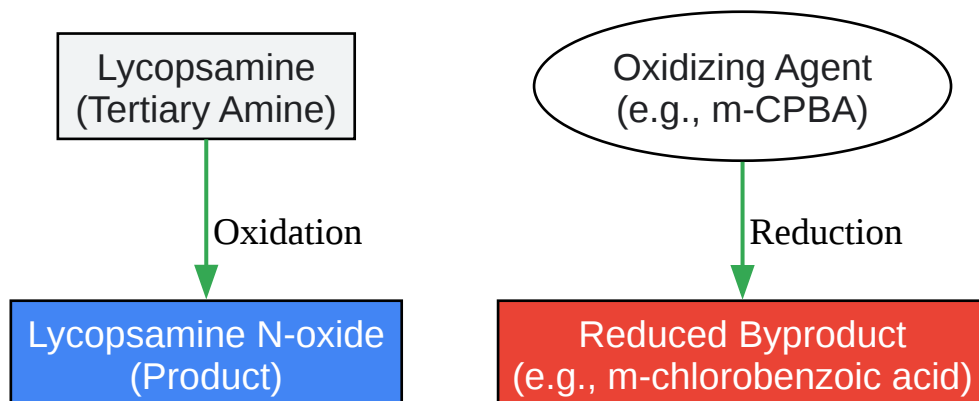 Lycopsamine
(Tertiary Amine)
Oxidizing Agent
(e.g., m-CPBA)
Oxidation
Reduction
Lycopsamine N-oxide
(Product)
Reduced Byproduct
(e.g., m-chlorobenzoic acid)